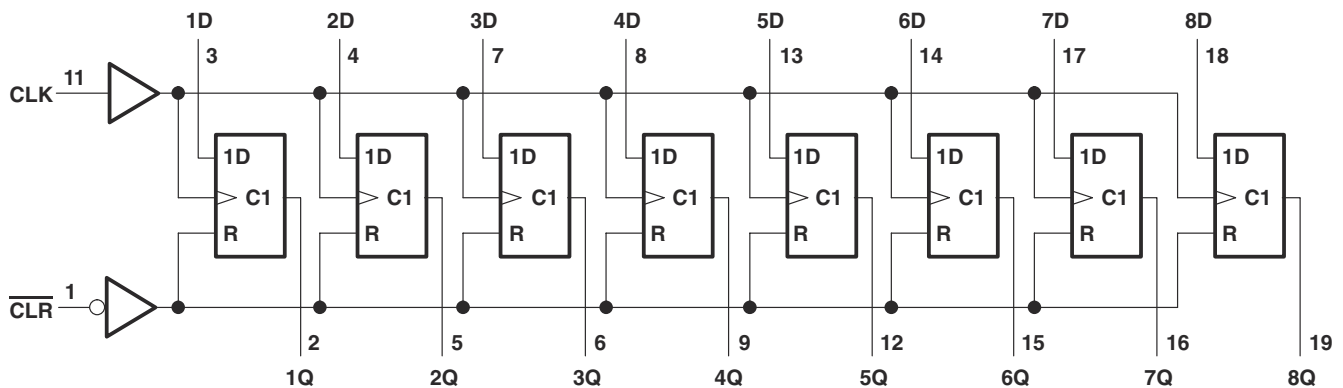 1D 2D 3D 4D 5D 6D 7D 8D
3 4 7 8 13 14 17 18
11
CLK
1D 1D 1D 1D 1D 1D 1D 1D
C1 C1 C1 C1 C1 C1 C1 C1
R R R R R R R R
1
C̅L̅R̅
2 5 6 9 12 15 16 19
1Q 2Q 3Q 4Q 5Q 6Q 7Q 8Q